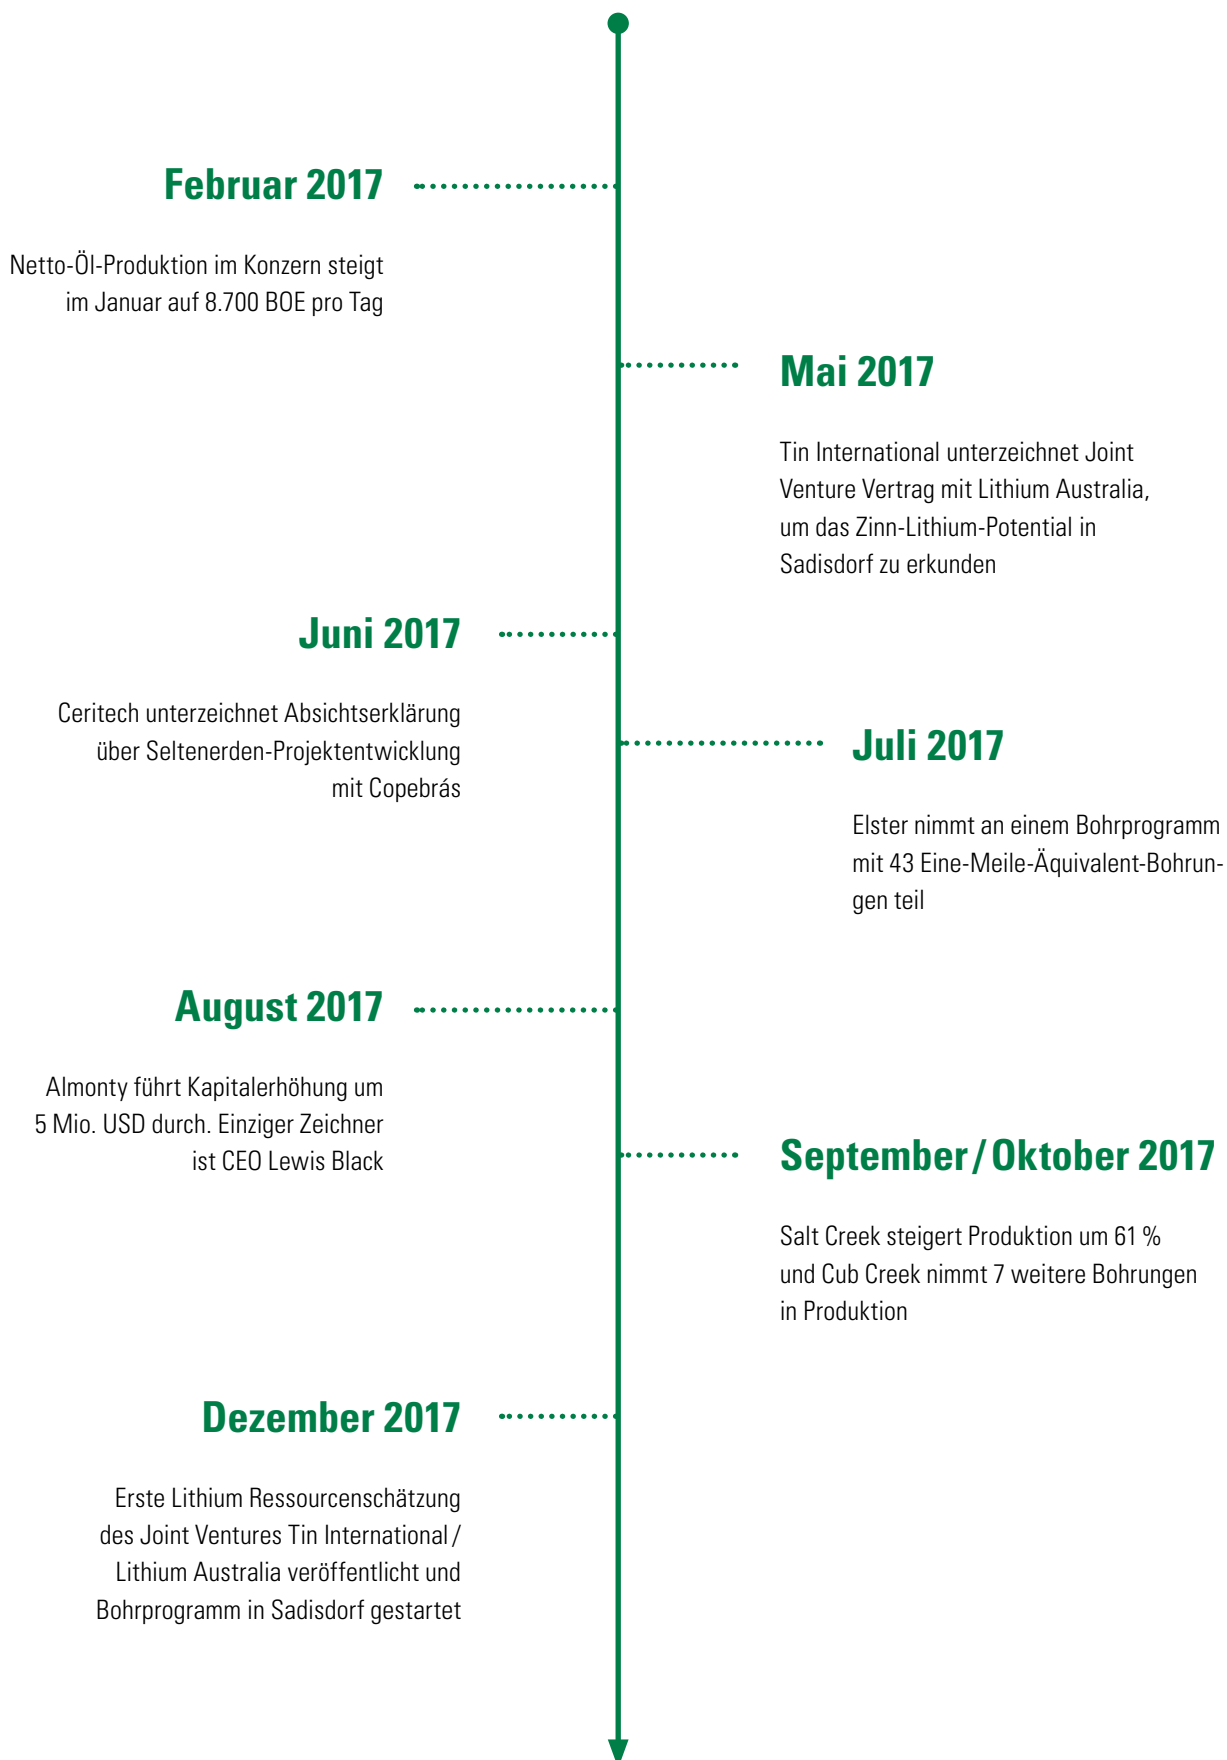 Februar 2017
Netto-Öl-Produktion im Konzern steigt
im Januar auf 8.700 BOE pro Tag
Mai 2017
Tin International unterzeichnet Joint
Venture Vertrag mit Lithium Australia,
um das Zinn-Lithium-Potential in
Sadisdorf zu erkunden
Juni 2017
Ceritech unterzeichnet Absichtserklärung
über Seltenerden-Projektentwicklung
mit Copebrás
Juli 2017
Elster nimmt an einem Bohrprogramm
mit 43 Eine-Meile-Äquivalent-Bohrun-
gen teil
August 2017
Almonty führt Kapitalerhöhung um
5 Mio. USD durch. Einziger Zeichner
ist CEO Lewis Black
September / Oktober 2017
Salt Creek steigert Produktion um 61 %
und Cub Creek nimmt 7 weitere Bohrungen
in Produktion
Dezember 2017
Erste Lithium Ressourcenschätzung
des Joint Ventures Tin International /
Lithium Australia veröffentlicht und
Bohrprogramm in Sadisdorf gestartet